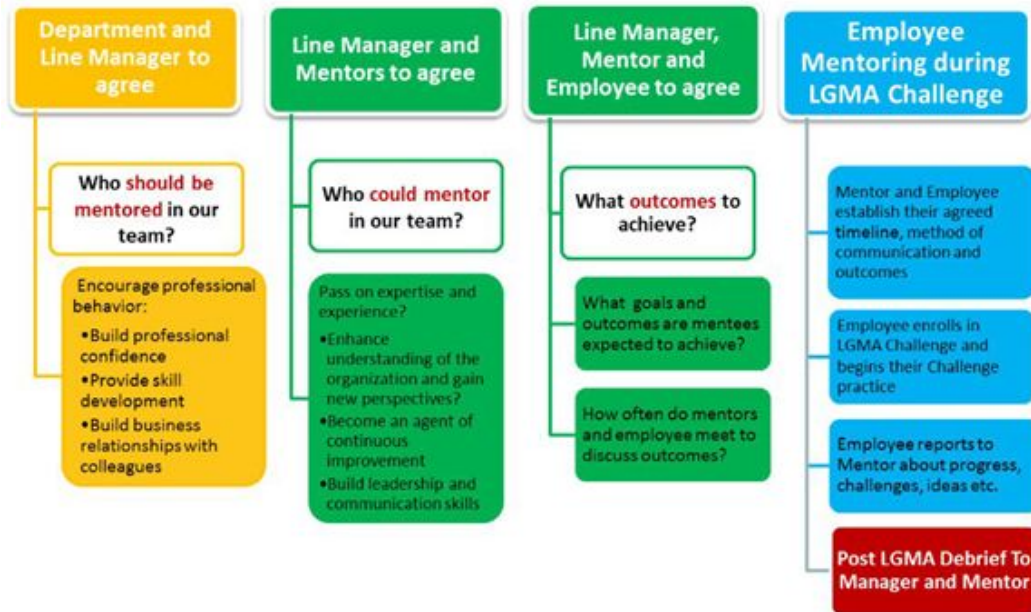 Department and
Line Manager to
agree
Who should be
mentored in our
team?
Encourage professional
behavior:
•Build professional
confidence
•Provide skill
development
•Build business
relationships with
colleagues
Line Manager and
Mentors to agree
Who could mentor
in our team?
Pass on expertise and
experience?
•Enhance
understanding of the
organization and gain
new perspectives?
•Become an agent of
continuous
improvement
•Build leadership and
communication skills
Line Manager,
Mentor and
Employee to agree
What outcomes to
achieve?
What goals and
outcomes are mentees
expected to achieve?
How often do mentors
and employee meet to
discuss outcomes?
Employee
Mentoring during
LGMA Challenge
Mentor and Employee
establish their agreed
timeline, method of
communication and
outcomes
Employee enrolls in
LGMA Challenge and
begins their Challenge
practice
Employee reports to
Mentor about progress,
challenges, ideas etc.
Post LGMA Debrief To
Manager and Mentor